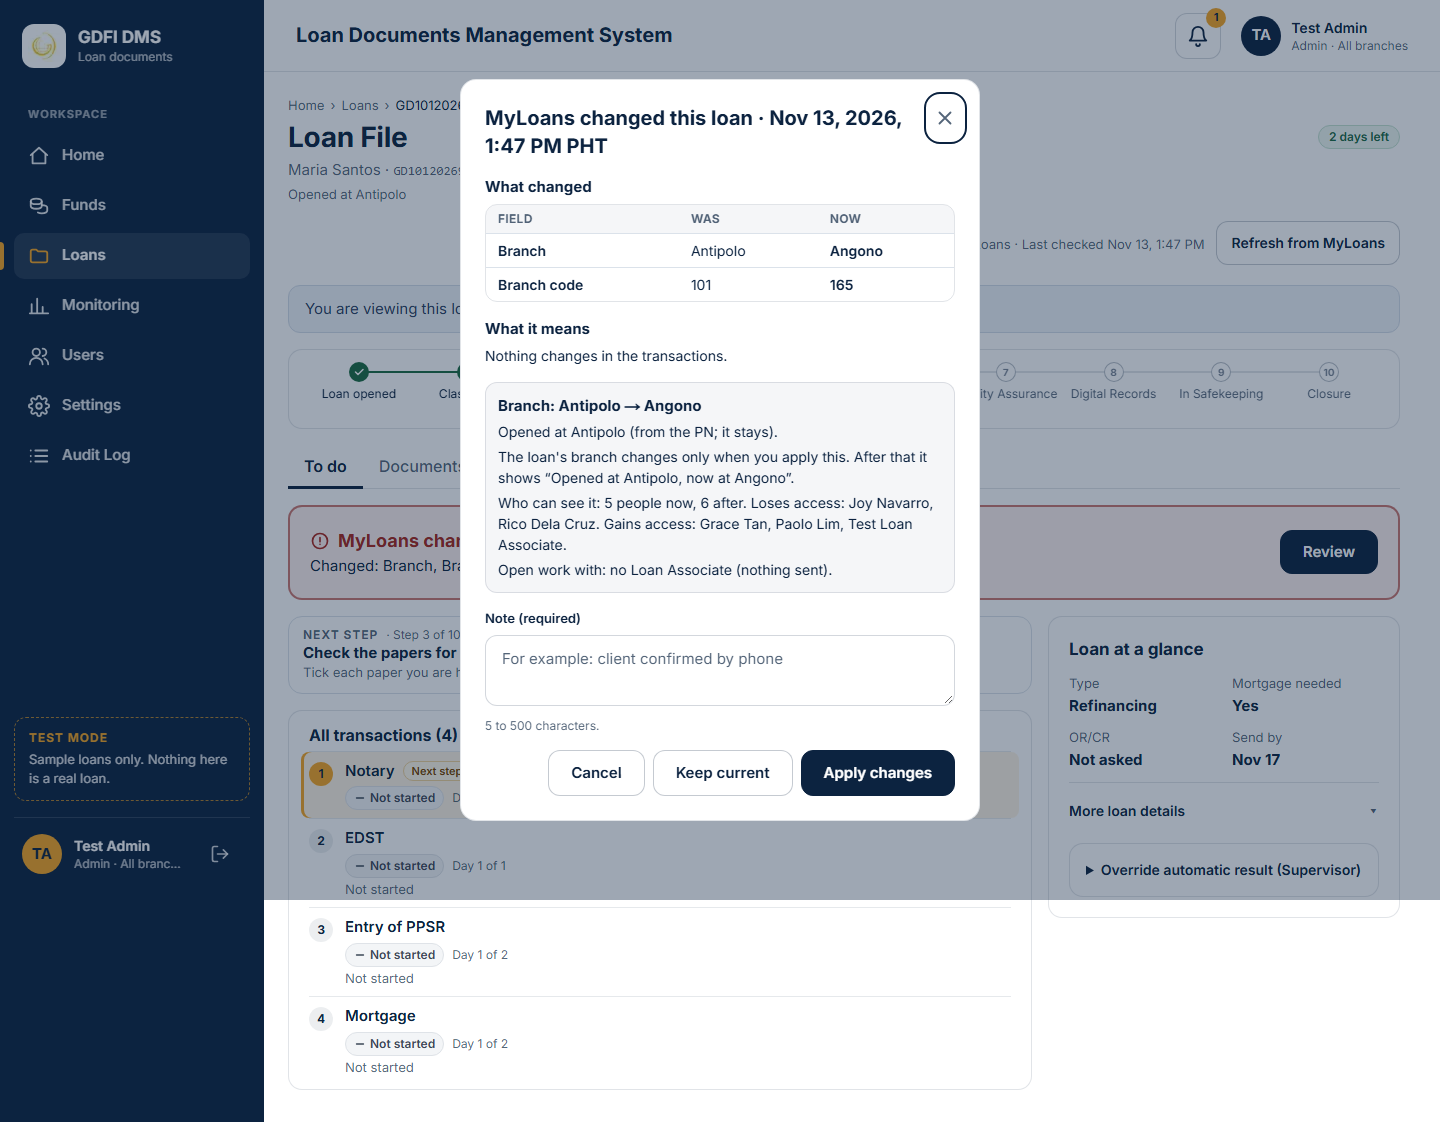 GDFI DMS
Loan documents
WORKSPACE
Home
Funds
Loans
Monitoring
Users
Settings
Audit Log
TEST MODE
Sample loans only. Nothing here
is a real loan.
TA
Test Admin
Admin · All branc...
Loan Documents Management System
1
TA
Test Admin
Admin · All branches
Home › Loans › GD1012026
Loan File
Maria Santos · GD1012026
Opened at Antipolo
2 days left
oans · Last checked Nov 13, 1:47 PM
Refresh from MyLoans
You are viewing this lo
Loan opened
Clas
7
ity Assurance
8
Digital Records
9
In Safekeeping
10
Closure
To do
Documents
MyLoans chan
Changed: Branch, Bra
Review
NEXT STEP · Step 3 of 10
Check the papers for
Tick each paper you are h
All transactions (4)
1
Notary
Next step
– Not started
D
2
EDST
– Not started
Day 1 of 1
Not started
3
Entry of PPSR
– Not started
Day 1 of 2
Not started
4
Mortgage
– Not started
Day 1 of 2
Not started
Loan at a glance
Type
Mortgage needed
Refinancing
Yes
OR/CR
Send by
Not asked
Nov 17
More loan details
Override automatic result (Supervisor)
MyLoans changed this loan · Nov 13, 2026,
1:47 PM PHT
What changed
FIELD WAS NOW
Branch Antipolo Angono
Branch code 101 165
What it means
Nothing changes in the transactions.
Branch: Antipolo → Angono
Opened at Antipolo (from the PN; it stays).
The loan's branch changes only when you apply this. After that it
shows “Opened at Antipolo, now at Angono”.
Who can see it: 5 people now, 6 after. Loses access: Joy Navarro,
Rico Dela Cruz. Gains access: Grace Tan, Paolo Lim, Test Loan
Associate.
Open work with: no Loan Associate (nothing sent).
Note (required)
For example: client confirmed by phone
5 to 500 characters.
Cancel
Keep current
Apply changes